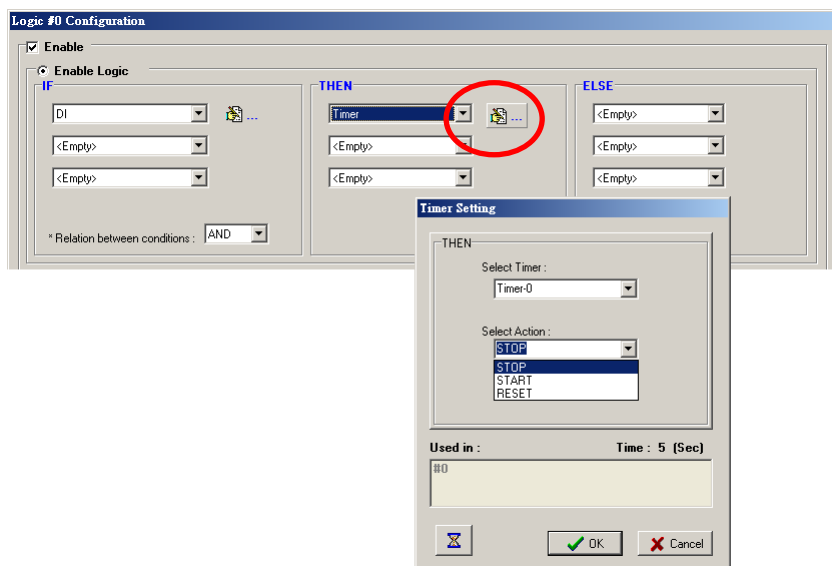 Logic #0 Configuration
Enable
Enable Logic
IF
DI
...
<Empty>
<Empty>
* Relation between conditions : AND
THEN
Timer
...
<Empty>
<Empty>
ELSE
<Empty>
<Empty>
<Empty>
Timer Setting
THEN
Select Timer :
Timer-0
Select Action :
STOP
STOP
START
RESET
Used in : Time : 5 (Sec)
#0
OK Cancel